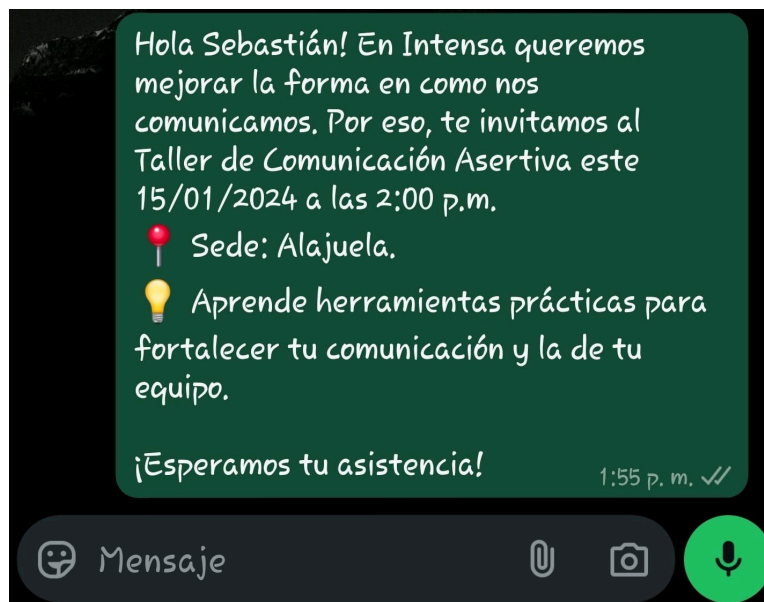 Hola Sebastián! En Intensa queremos
mejorar la forma en como nos
comunicamos. Por eso, te invitamos al
Taller de Comunicación Asertiva este
15/01/2024 a las 2:00 p.m.
📍 Sede: Alajuela.
💡 Aprende herramientas prácticas para
fortalecer tu comunicación y la de tu
equipo.
¡Esperamos tu asistencia!
1:55 p. m.
Mensaje